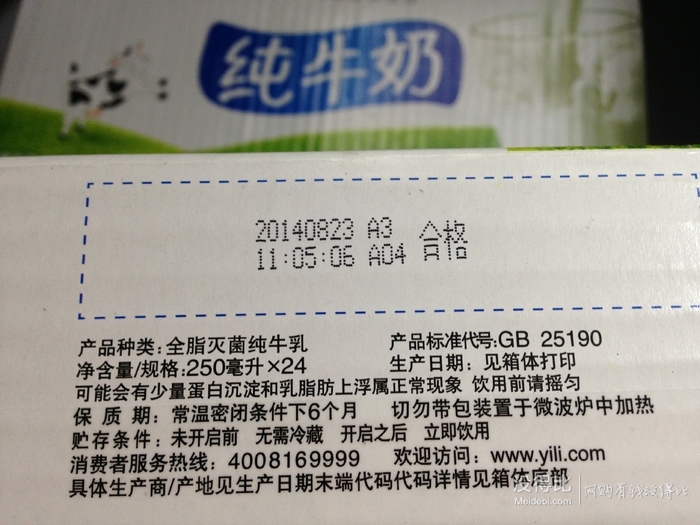 纯牛奶
20140823 A3 合格
11:05:06 A04
产品种类:全脂灭菌纯牛乳 产品标准代号:GB 25190
净含量/规格:250毫升×24 生产日期：见箱体打印
可能会有少量蛋白沉淀和乳脂肪上浮属正常现象 饮用前请摇匀
保 质 期：常温密闭条件下6个月 切勿带包装置于微波炉中加热
贮存条件：未开启前 无需冷藏 开启之后 立即饮用
消费者服务热线：4008169999 欢迎访问：www.yili.com
具体生产商/产地见生产日期末端代码代码详情见箱体底部
没得比 网购有我没得比
Meidebi.com